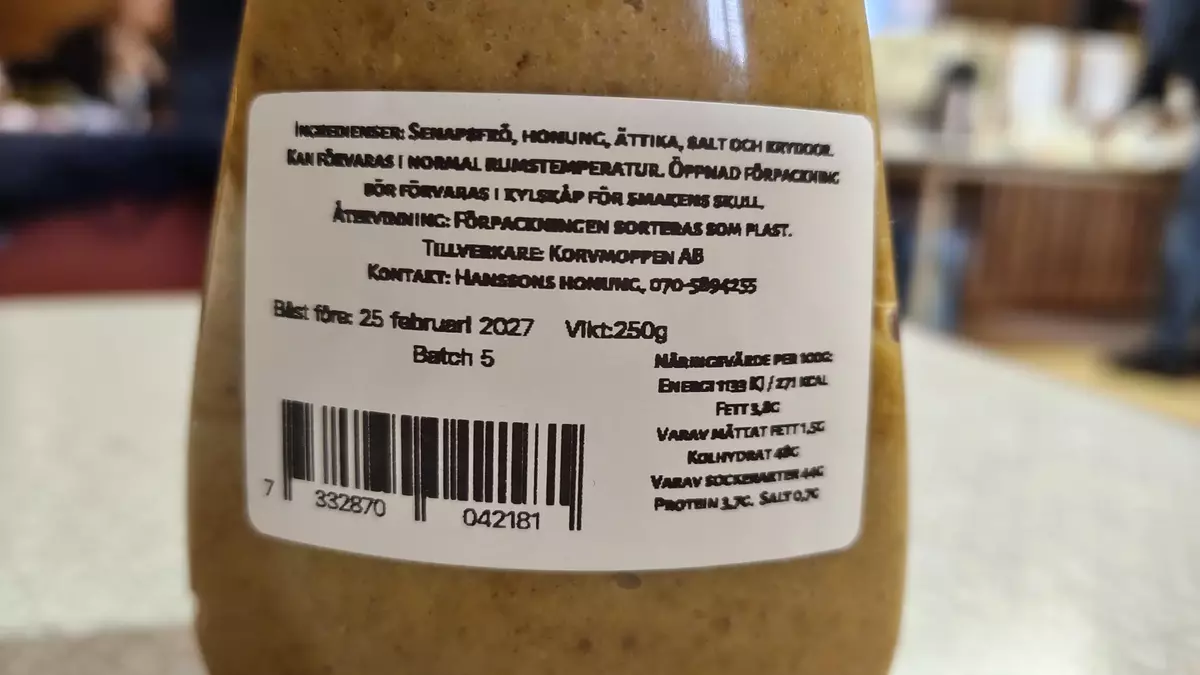 Ingredienser: Senapsfrö, honung, ättika, salt och kryddor.
Kan förvaras i normal rumstemperatur. Öppnad förpackning
bör förvaras i kylskåp för smakens skull.
Återvinning: Förpackningen sorteras som plast.
Tillverkare: Korvmoppen AB
Kontakt: Hanssons honung, 070-5894255
Bäst före: 25 februari 2027 Vikt:250g
Batch 5
Näringsvärde per 100g:
Energi 1133 KJ / 271 kcal
Fett 3,8g
Varav mättat fett 1,5g
Kolhydrat 48g
Varav sockerarter 44g
Protein 3,7g. Salt 0,7g
7 332870 042181